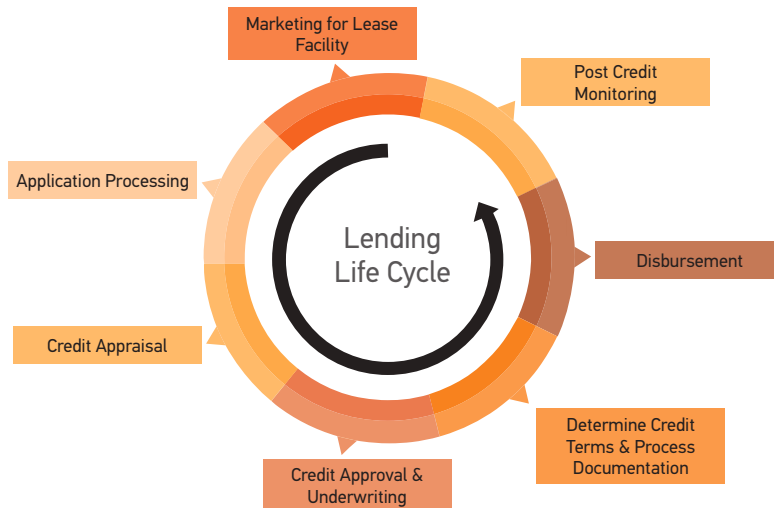 Marketing for Lease
Facility
Post Credit
Monitoring
Application Processing
Lending
Life Cycle
Disbursement
Credit Appraisal
Determine Credit
Terms & Process
Documentation
Credit Approval &
Underwriting